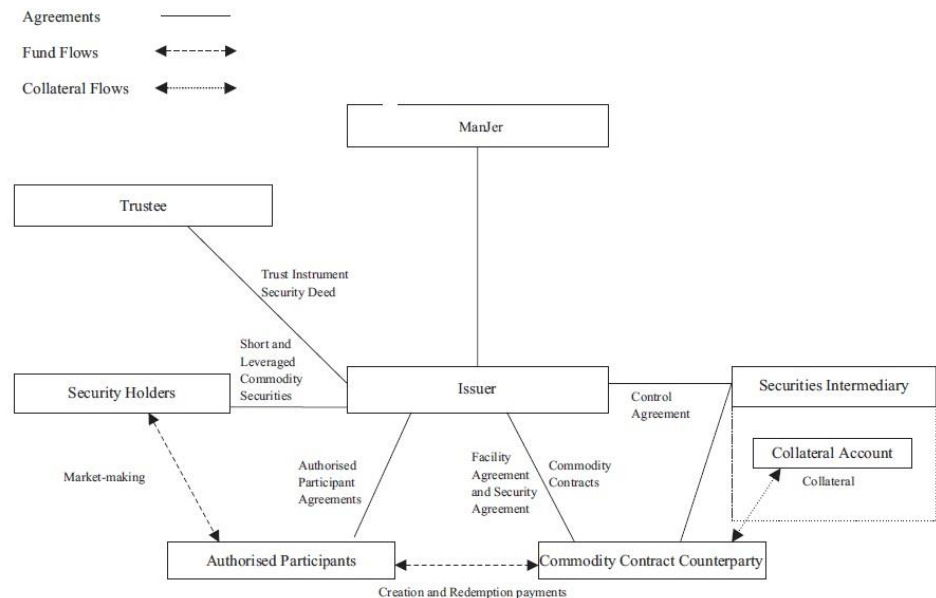 Agreements
Fund Flows
Collateral Flows
ManJer
Trustee
Trust Instrument
Security Deed
Short and
Leveraged
Commodity
Securities
Security Holders
Issuer
Control
Agreement
Securities Intermediary
Collateral Account
Collateral
Market-making
Authorised
Participant
Agreements
Facility
Agreement
and Security
Agreement
Commodity
Contracts
Authorised Participants
Commodity Contract Counterparty
Creation and Redemption payments